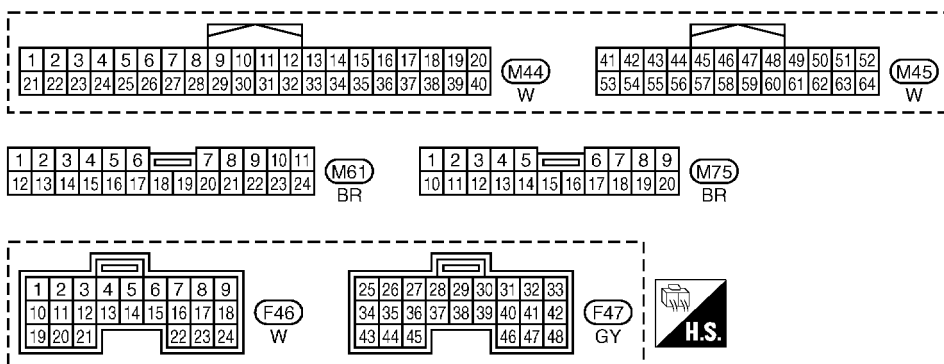 1 2 3 4 5 6 7 8 9 10 11 12 13 14 15 16 17 18 19 20
21 22 23 24 25 26 27 28 29 30 31 32 33 34 35 36 37 38 39 40
M44
W
41 42 43 44 45 46 47 48 49 50 51 52
53 54 55 56 57 58 59 60 61 62 63 64
M45
W
1 2 3 4 5 6 7 8 9 10 11
12 13 14 15 16 17 18 19 20 21 22 23 24
M61
BR
1 2 3 4 5 6 7 8 9
10 11 12 13 14 15 16 17 18 19 20
M75
BR
1 2 3 4 5 6 7 8 9
10 11 12 13 14 15 16 17 18
19 20 21 22 23 24
F46
W
25 26 27 28 29 30 31 32 33
34 35 36 37 38 39 40 41 42
43 44 45 46 47 48
F47
GY
H.S.